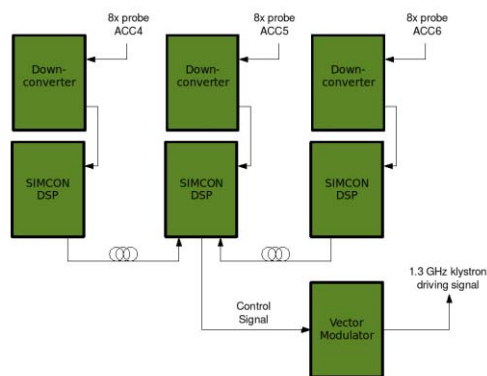 8x probe
ACC4
8x probe
ACC5
8x probe
ACC6
Down-
converter
Down-
converter
Down-
converter
SIMCON
DSP
SIMCON
DSP
SIMCON
DSP
1.3 GHz klystron
driving signal
Control
Signal
Vector
Modulator